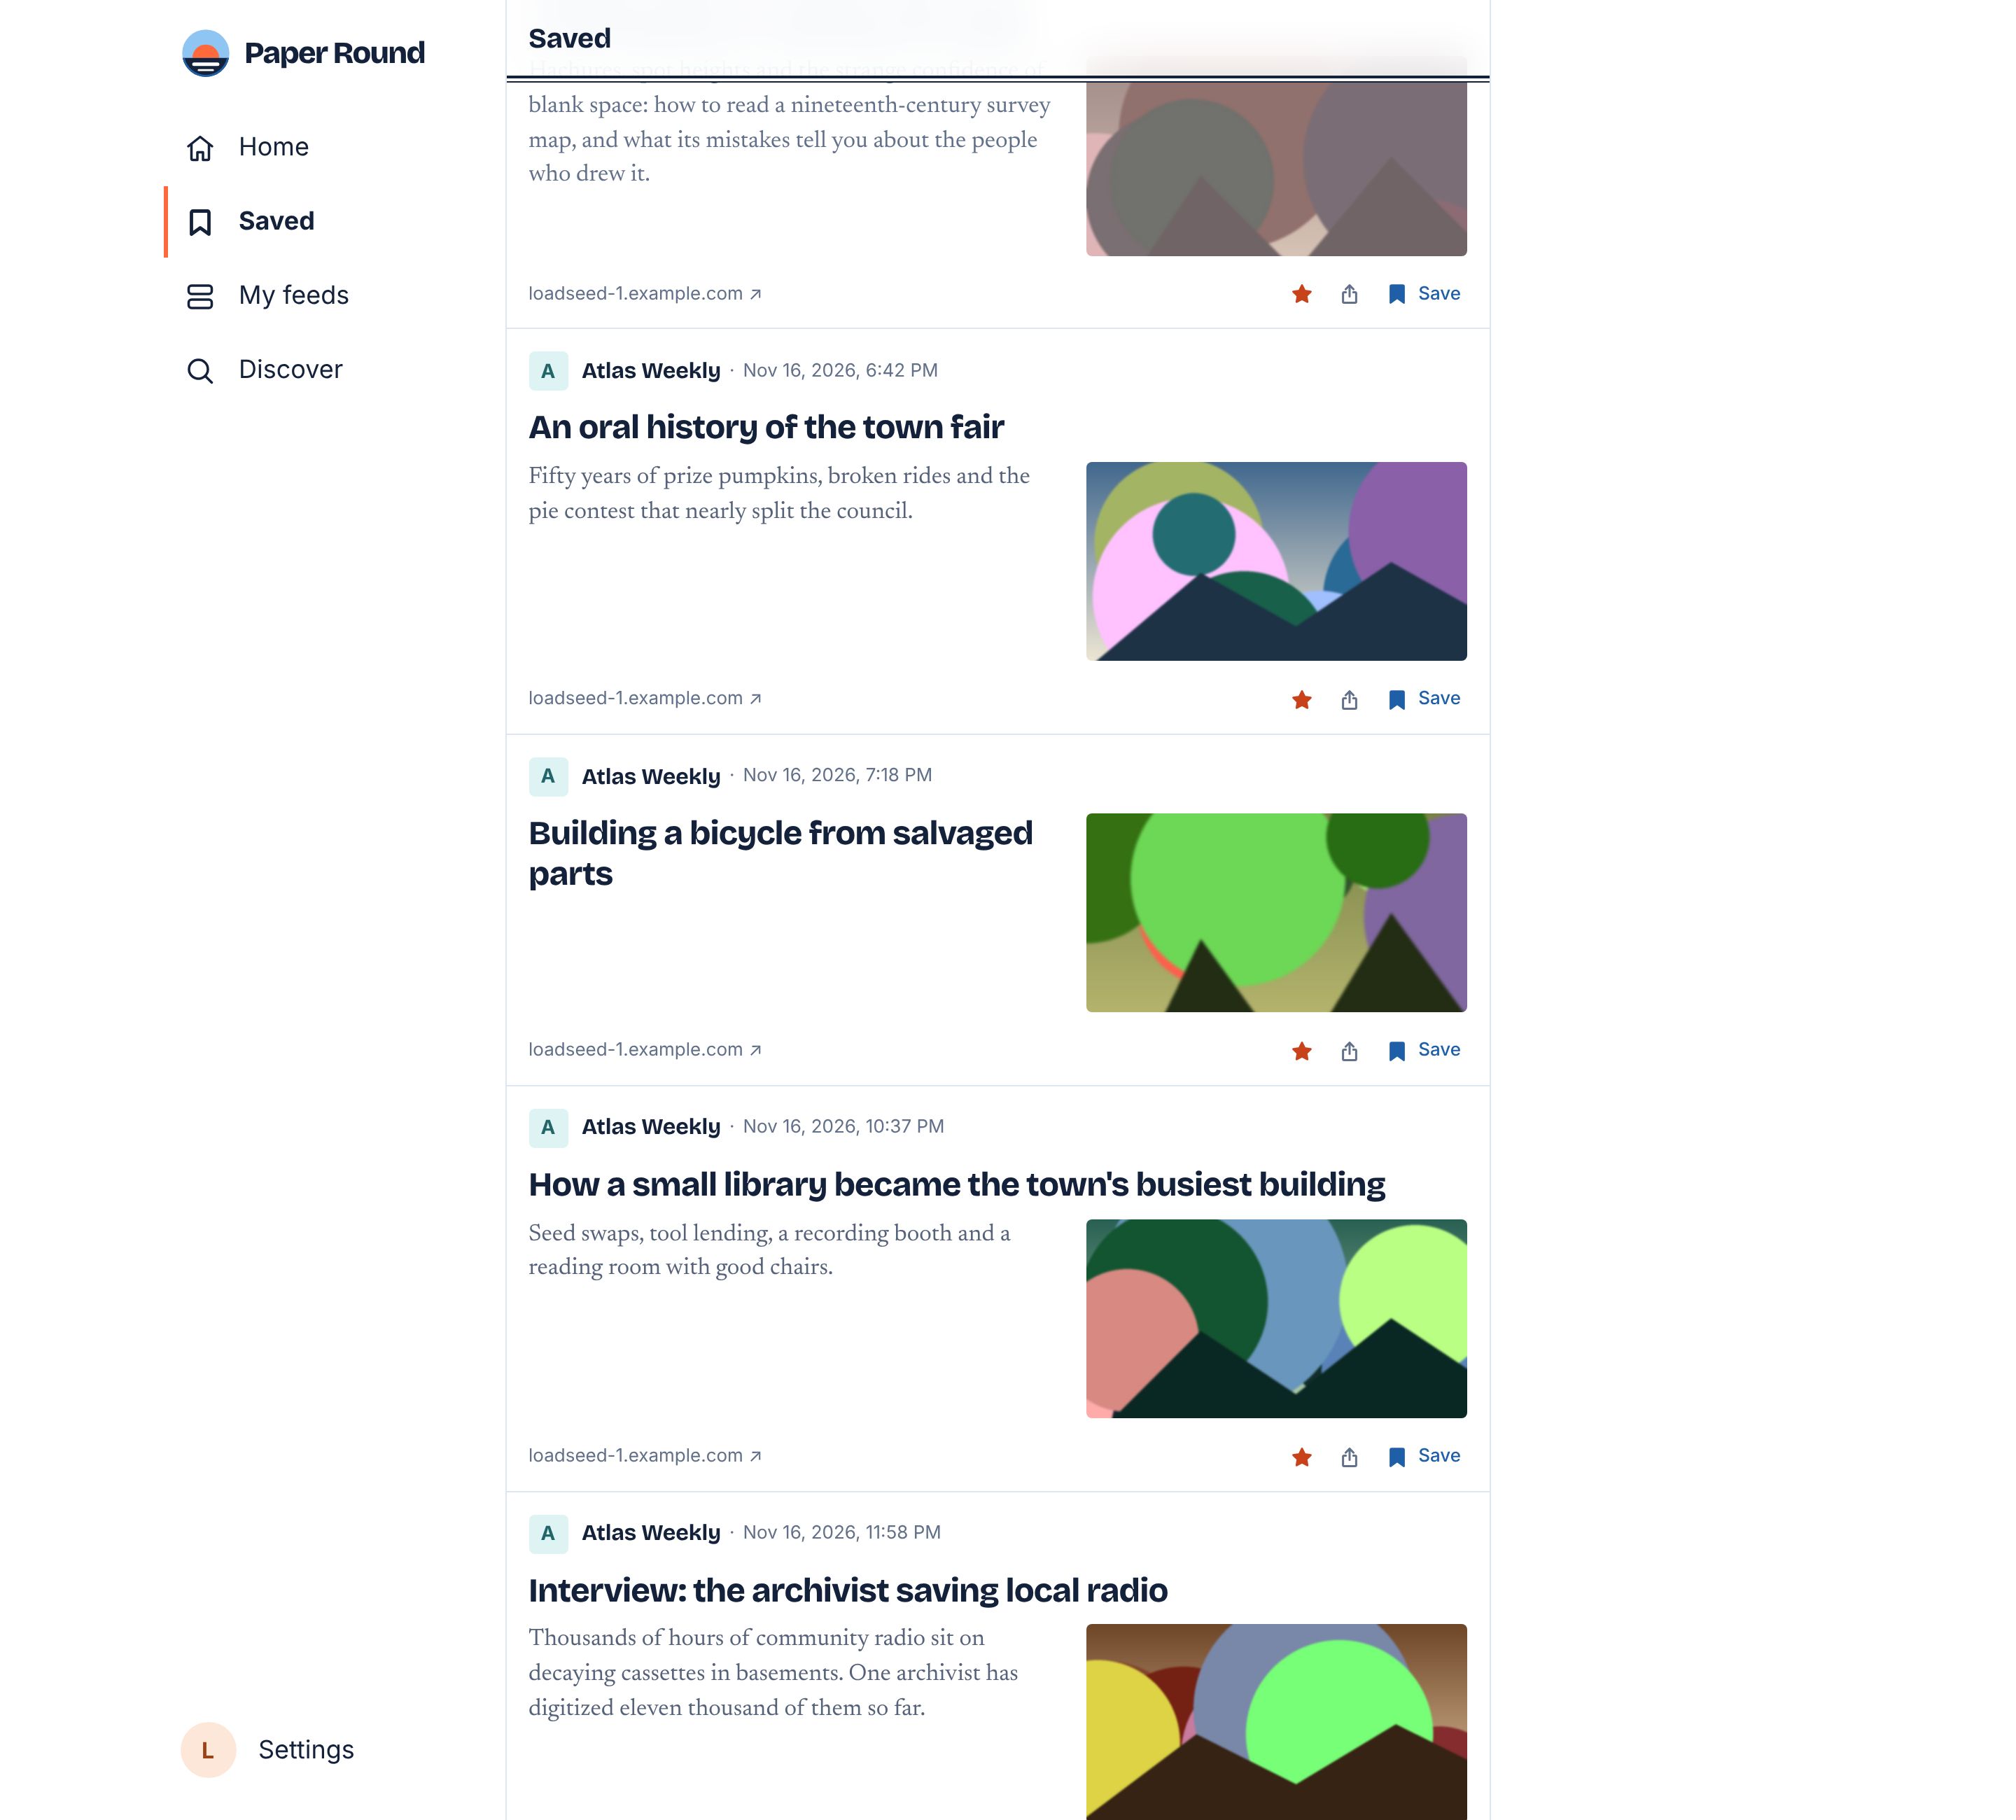 Paper Round
Home
Saved
My feeds
Discover
L
Settings
Saved
Hachures, spot heights and the strange confidence of
blank space: how to read a nineteenth-century survey
map, and what its mistakes tell you about the people
who drew it.
loadseed-1.example.com ↗
Save
A
Atlas Weekly · Nov 16, 2026, 6:42 PM
An oral history of the town fair
Fifty years of prize pumpkins, broken rides and the
pie contest that nearly split the council.
loadseed-1.example.com ↗
Save
A
Atlas Weekly · Nov 16, 2026, 7:18 PM
Building a bicycle from salvaged
parts
loadseed-1.example.com ↗
Save
A
Atlas Weekly · Nov 16, 2026, 10:37 PM
How a small library became the town's busiest building
Seed swaps, tool lending, a recording booth and a
reading room with good chairs.
loadseed-1.example.com ↗
Save
A
Atlas Weekly · Nov 16, 2026, 11:58 PM
Interview: the archivist saving local radio
Thousands of hours of community radio sit on
decaying cassettes in basements. One archivist has
digitized eleven thousand of them so far.